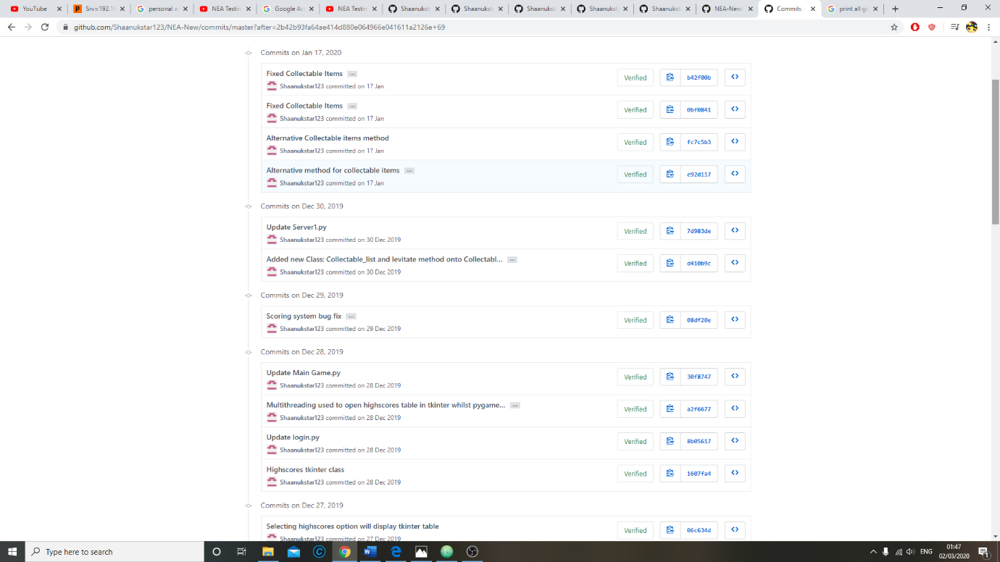 YouTube
Srv=192.16
personal a
NEA Testin
Google Ac
NEA Testin
Shaanuksta
Shaanuksta
Shaanuksta
Shaanuksta
Shaanuksta
NEA-New/
Commits ·
print all gi
github.com/Shaanukstar123/NEA-New/commits/master?after=2b42b93fa64ae414d880e064966e041611a2126e+69
Commits on Jan 17, 2020
Fixed Collectable Items ...
Shaanukstar123 committed on 17 Jan
Verified
b42f00b
Fixed Collectable Items ...
Shaanukstar123 committed on 17 Jan
Verified
0bf0841
Alternative Collectable items method
Shaanukstar123 committed on 17 Jan
Verified
fc7c5b3
Alternative method for collectable items ...
Shaanukstar123 committed on 17 Jan
Verified
e92d117
Commits on Dec 30, 2019
Update Server1.py
Shaanukstar123 committed on 30 Dec 2019
Verified
7d983de
Added new Class: Collectable_list and levitate method onto Collectabl... ...
Shaanukstar123 committed on 30 Dec 2019
Verified
d410b9c
Commits on Dec 29, 2019
Scoring system bug fix ...
Shaanukstar123 committed on 29 Dec 2019
Verified
08df20e
Commits on Dec 28, 2019
Update Main Game.py
Shaanukstar123 committed on 28 Dec 2019
Verified
30f8747
Multithreading used to open highscores table in tkinter whilst pygame... ...
Shaanukstar123 committed on 28 Dec 2019
Verified
a2f6677
Update login.py
Shaanukstar123 committed on 28 Dec 2019
Verified
8b05617
Highscores tkinter class
Shaanukstar123 committed on 28 Dec 2019
Verified
1607fa4
Commits on Dec 27, 2019
Selecting highscores option will display tkinter table
Shaanukstar123 committed on 27 Dec 2019
Verified
06c634d
Type here to search
ENG
01:47
02/03/2020